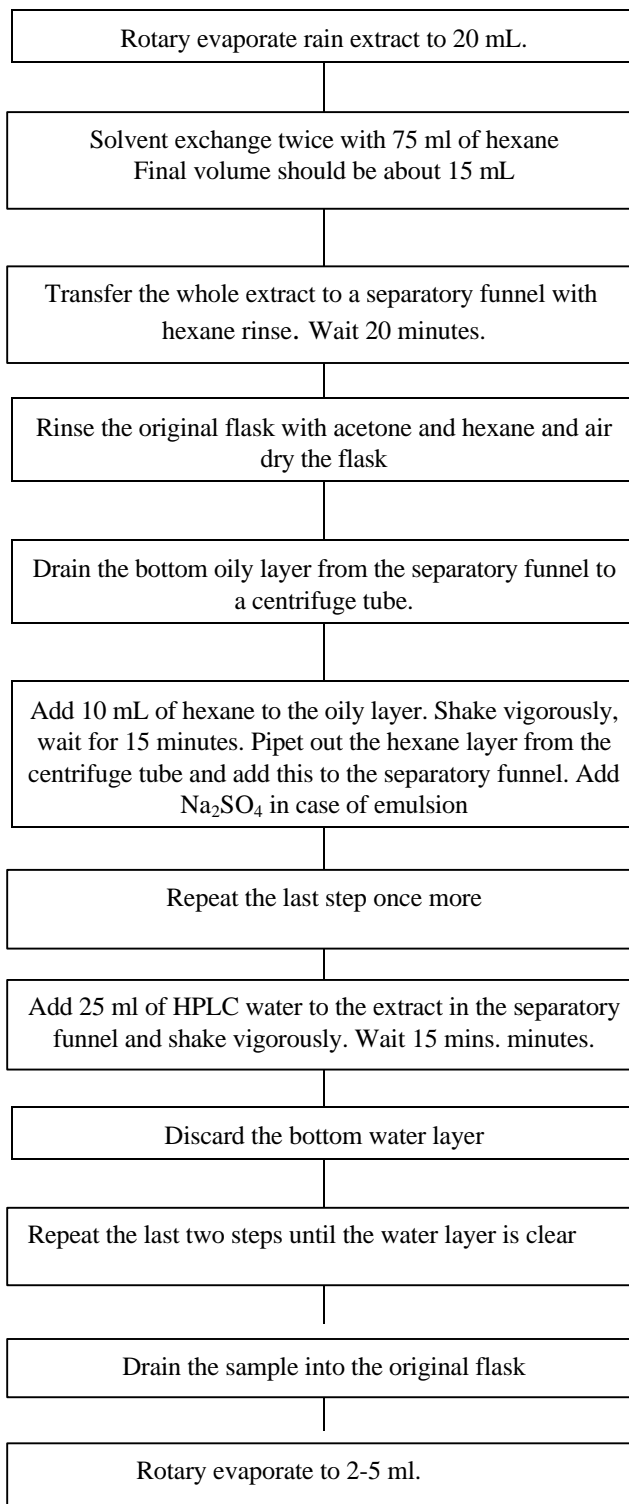 Rotary evaporate rain extract to 20 mL.
Solvent exchange twice with 75 ml of hexane
Final volume should be about 15 mL
Transfer the whole extract to a separatory funnel with
hexane rinse. Wait 20 minutes.
Rinse the original flask with acetone and hexane and air
dry the flask
Drain the bottom oily layer from the separatory funnel to
a centrifuge tube.
Add 10 mL of hexane to the oily layer. Shake vigorously,
wait for 15 minutes. Pipet out the hexane layer from the
centrifuge tube and add this to the separatory funnel. Add
Na₂SO₄ in case of emulsion
Repeat the last step once more
Add 25 ml of HPLC water to the extract in the separatory
funnel and shake vigorously. Wait 15 mins. minutes.
Discard the bottom water layer
Repeat the last two steps until the water layer is clear
Drain the sample into the original flask
Rotary evaporate to 2-5 ml.